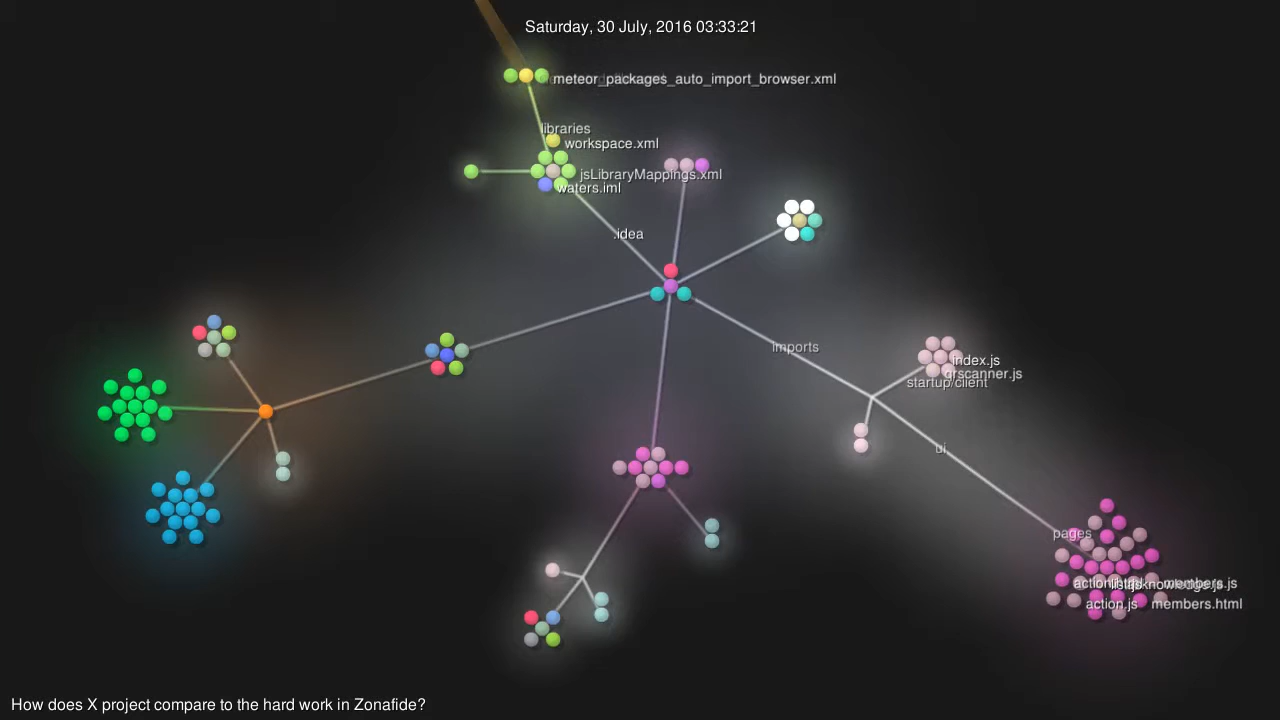 Saturday, 30 July, 2016 03:33:21
meteor_packages_auto_import_browser.xml
libraries
workspace.xml
jsLibraryMappings.xml
waters.iml
.idea
imports
index.js
qrscanner.js
startup/client
ui
pages
members.js
action.js
members.html
How does X project compare to the hard work in Zonafide?